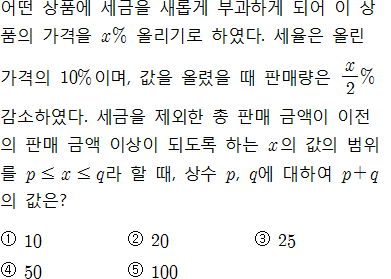 어떤 상품에 세금을 새롭게 부과하게 되어 이 상
품의 가격을 x% 올리기로 하였다. 세율은 올린
가격의 10%이며, 값을 올렸을 때 판매량은 x/2%
감소하였다. 세금을 제외한 총 판매 금액이 이전
의 판매 금액 이상이 되도록 하는 x의 값의 범위
를 p≤x≤q라 할 때, 상수 p, q에 대하여 p+q
의 값은?
① 10 ② 20 ③ 25
④ 50 ⑤ 100